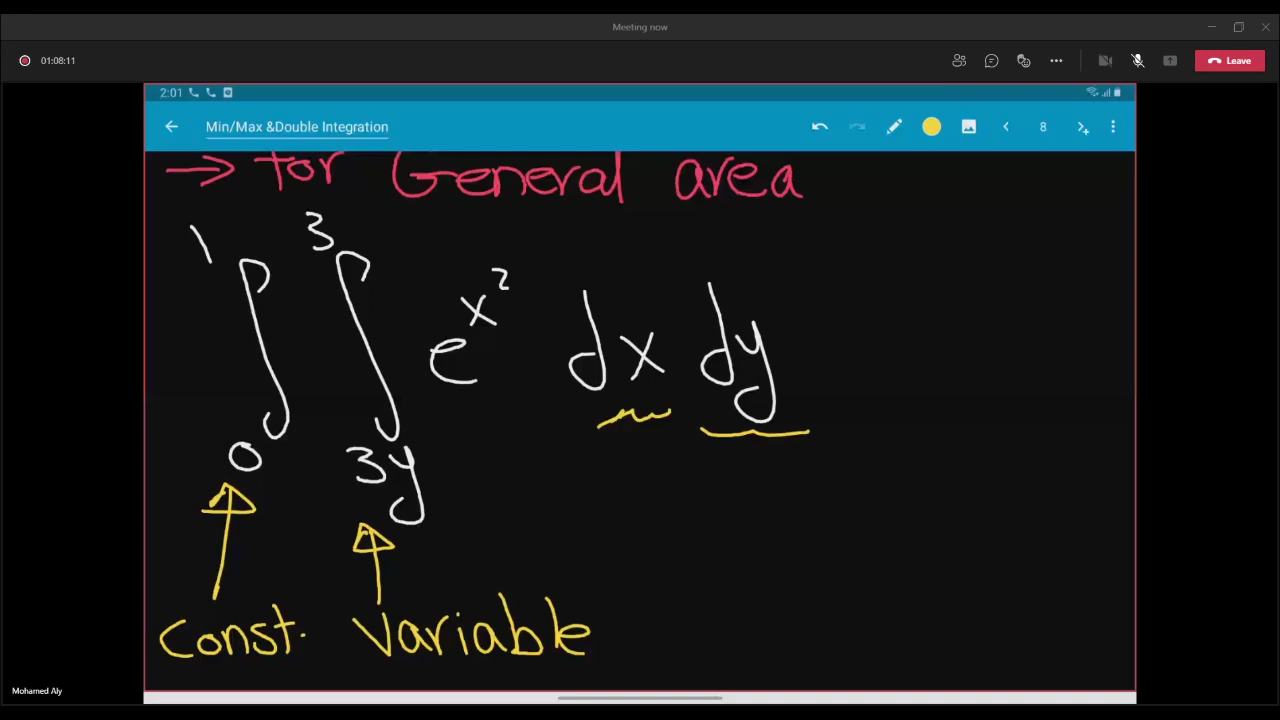 Meeting now
01:08:11
Leave
2:01
Min/Max &Double Integration
8
→ for General area
1 3
∫ ∫ e^x^2 dx dy
0 3y
Const. Variable
Mohamed Aly